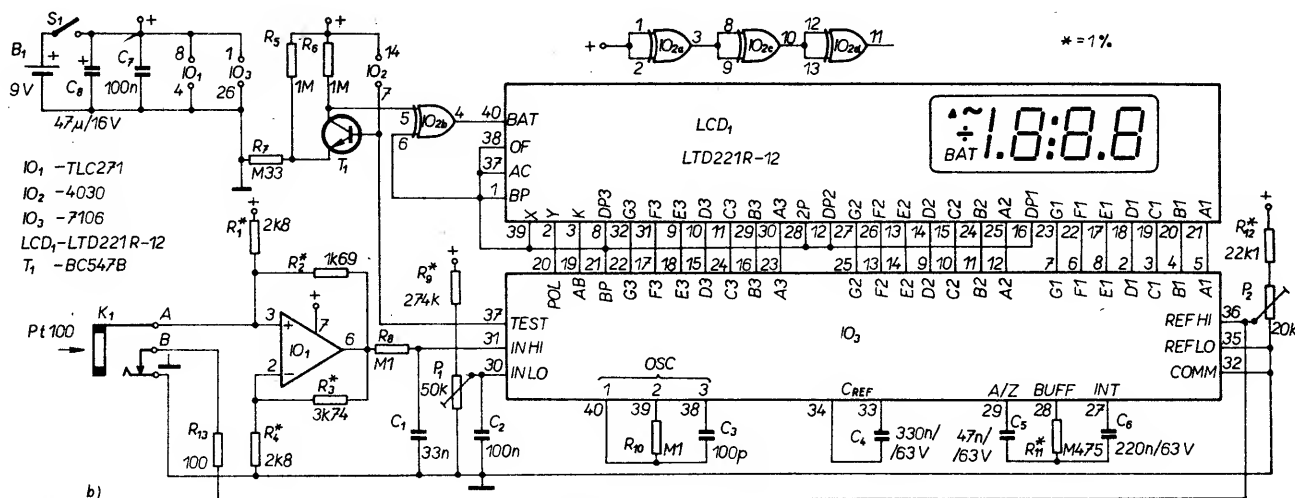 S1
B1
+
9V
+
C8
47µ/16V
+
C7
100n
8
IO1
4
1
IO3
26
R5
1M
+
R6
1M
14
IO2
7
R7
M33
T1
5
6
IO2b
4
+
1
2
IO2a
3
8
9
IO2c
10
12
13
IO2d
11
* = 1%
40 BAT
38 OF
37 AC
1 BP
LCD1
LTD221R-12
BAT
~
÷1.8:8.8
X Y K DP3 G3 F3 E3 D3 C3 B3 A3 2P DP2 G2 F2 E2 D2 C2 B2 A2 DP1 G1 F1 E1 D1 C1 B1 A1
39 2 3 8 32 31 9 10 11 29 30 28 12 27 26 13 14 15 24 25 16 23 22 17 18 19 20 21
20 19 21 22 17 18 15 24 16 23 25 13 14 9 10 11 12 7 6 8 2 3 4 5
POL AB BP G3 F3 E3 D3 C3 B3 A3 G2 F2 E2 D2 C2 B2 A2 G1 F1 E1 D1 C1 B1 A1
IO1 -TLC271
IO2 -4030
IO3 -7106
LCD1-LTD221R-12
T1 -BC547B
+
R1*
2k8
R2*
1k69
Pt 100
K1
A
B
3
+
2
-
+
7
IO1
6
R3*
3k74
R4*
2k8
R13
100
R8
M1
C1
33n
+
R9*
274k
P1
50k
C2
100n
37 TEST
31 IN HI
30 IN LO
IO3
OSC
1 2 3
40 39 38
R10
M1
C3
100p
CREF
34 33
C4
330n/
/63V
A/Z BUFF INT
29 28 27
C5
47n/
/63V
R11*
M475
C6
220n/63V
REF HI 36
REF LO 35
COMM 32
+
R12*
22k1
P2
20k
b)